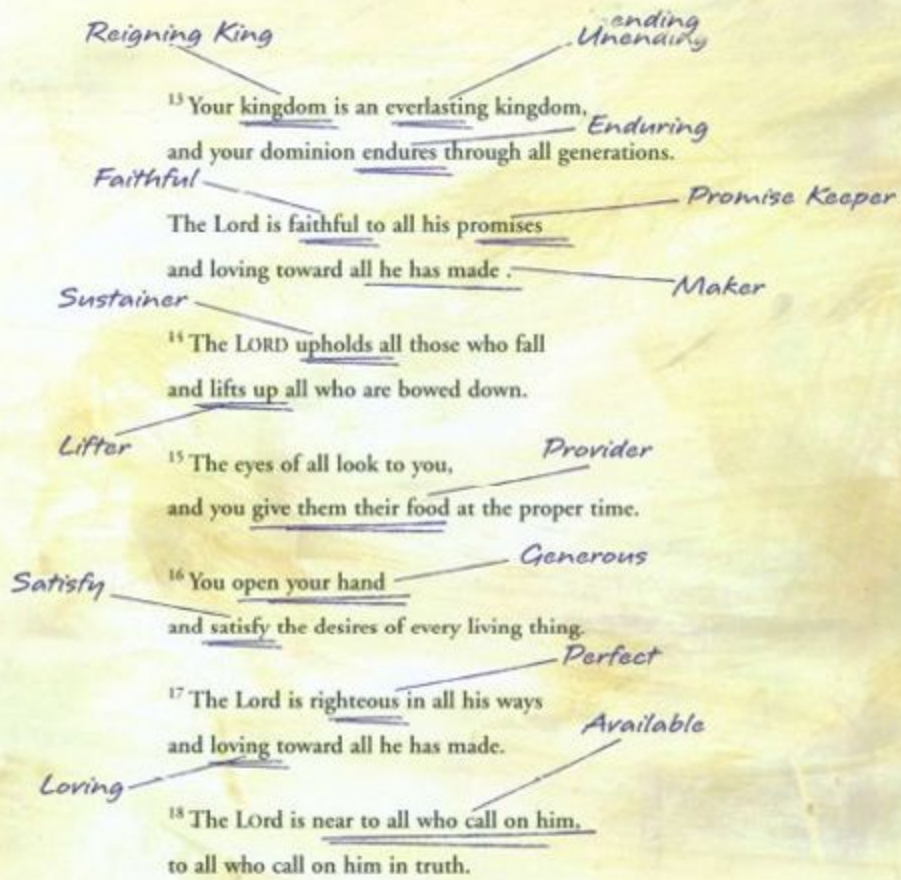 Reigning King
ending
Unending
13 Your kingdom is an everlasting kingdom,
Enduring
and your dominion endures through all generations.
Faithful
Promise Keeper
The Lord is faithful to all his promises
and loving toward all he has made .
Maker
Sustainer
14 The LORD upholds all those who fall
and lifts up all who are bowed down.
Lifter
Provider
15 The eyes of all look to you,
and you give them their food at the proper time.
Generous
Satisfy
16 You open your hand
and satisfy the desires of every living thing.
Perfect
17 The Lord is righteous in all his ways
Available
and loving toward all he has made.
Loving
18 The LOrd is near to all who call on him,
to all who call on him in truth.